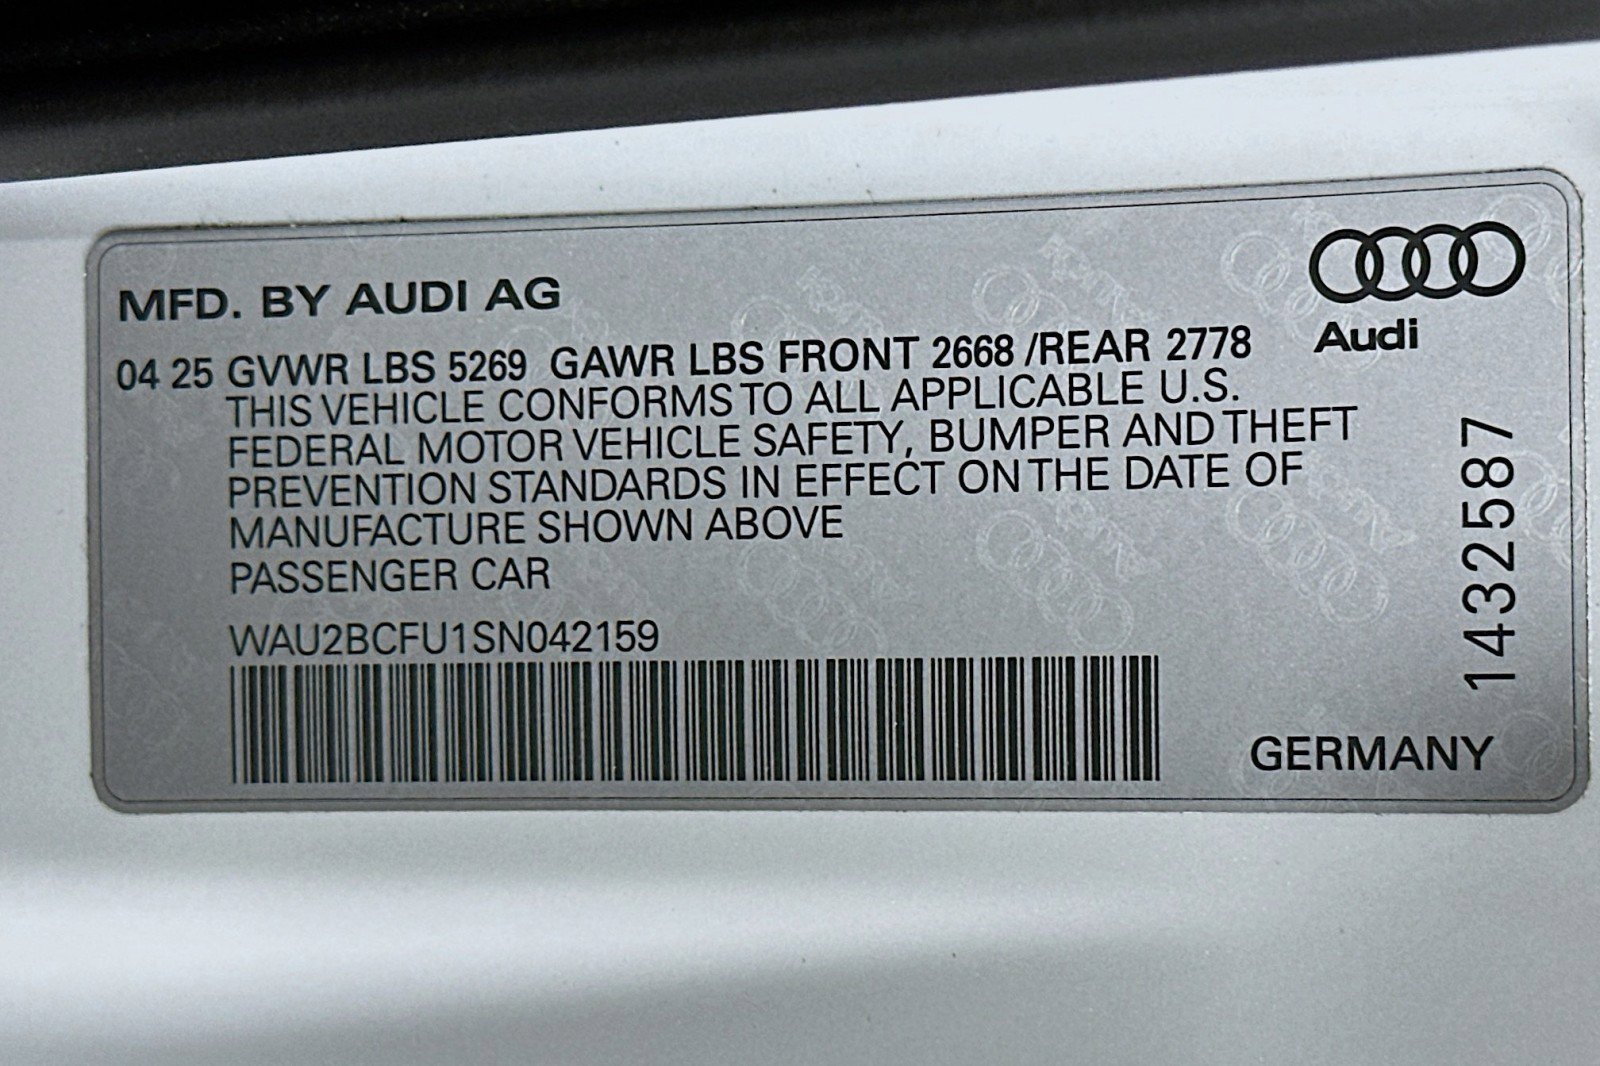 MFD. BY AUDI AG
Audi
04 25 GVWR LBS 5269 GAWR LBS FRONT 2668 /REAR 2778
THIS VEHICLE CONFORMS TO ALL APPLICABLE U.S.
FEDERAL MOTOR VEHICLE SAFETY, BUMPER AND THEFT
PREVENTION STANDARDS IN EFFECT ON THE DATE OF
MANUFACTURE SHOWN ABOVE
PASSENGER CAR
WAU2BCFU1SN042159
1432587
GERMANY